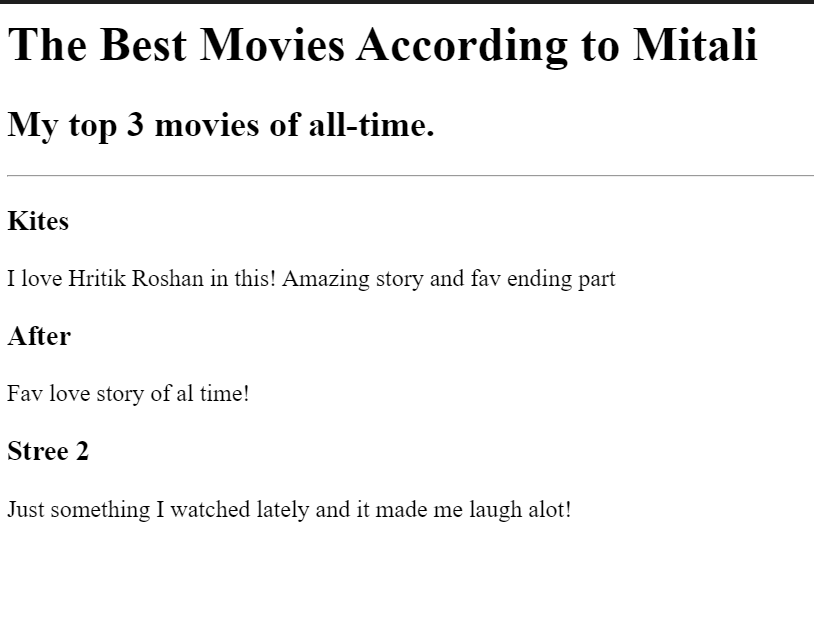 The Best Movies According to Mitali
My top 3 movies of all-time.
Kites
I love Hritik Roshan in this! Amazing story and fav ending part
After
Fav love story of al time!
Stree 2
Just something I watched lately and it made me laugh alot!